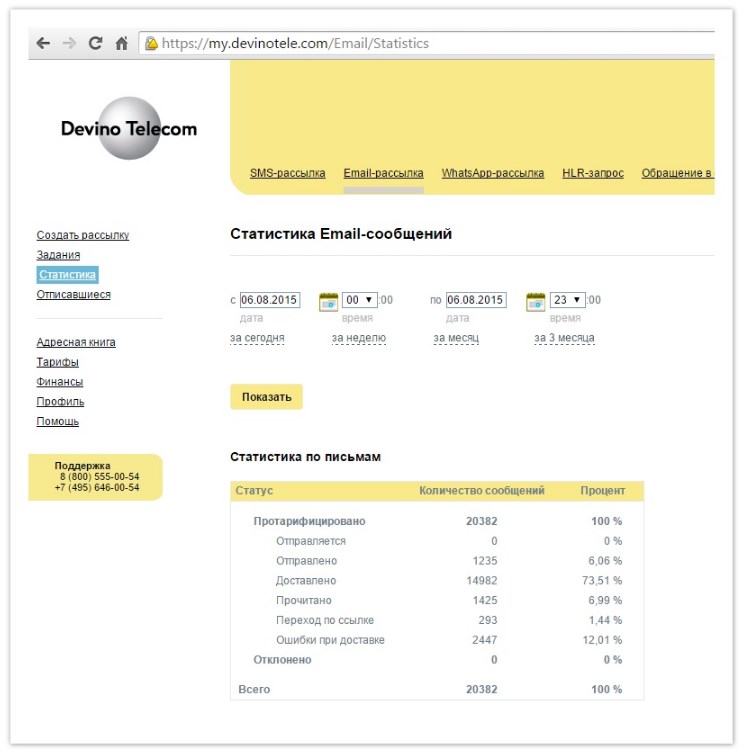 https://my.devinotele.com/Email/Statistics
Devino Telecom
SMS-рассылка Email-рассылка WhatsApp-рассылка HLR-запрос Обращение в
Создать рассылку
Задания
Статистика
Отписавшиеся
Адресная книга
Тарифы
Финансы
Профиль
Помощь
Поддержка
8 (800) 555-00-54
+7 (495) 646-00-54
Статистика Email-сообщений
с 06.08.2015 00 ▼ :00 по 06.08.2015 23 ▼ :00
дата время дата время
за сегодня за неделю за месяц за 3 месяца
Показать
Статистика по письмам
Статус Количество сообщений Процент
Протарифицировано 20382 100 %
Отправляется 0 0 %
Отправлено 1235 6,06 %
Доставлено 14982 73,51 %
Прочитано 1425 6,99 %
Переход по ссылке 293 1,44 %
Ошибки при доставке 2447 12,01 %
Отклонено 0 0 %
Всего 20382 100 %